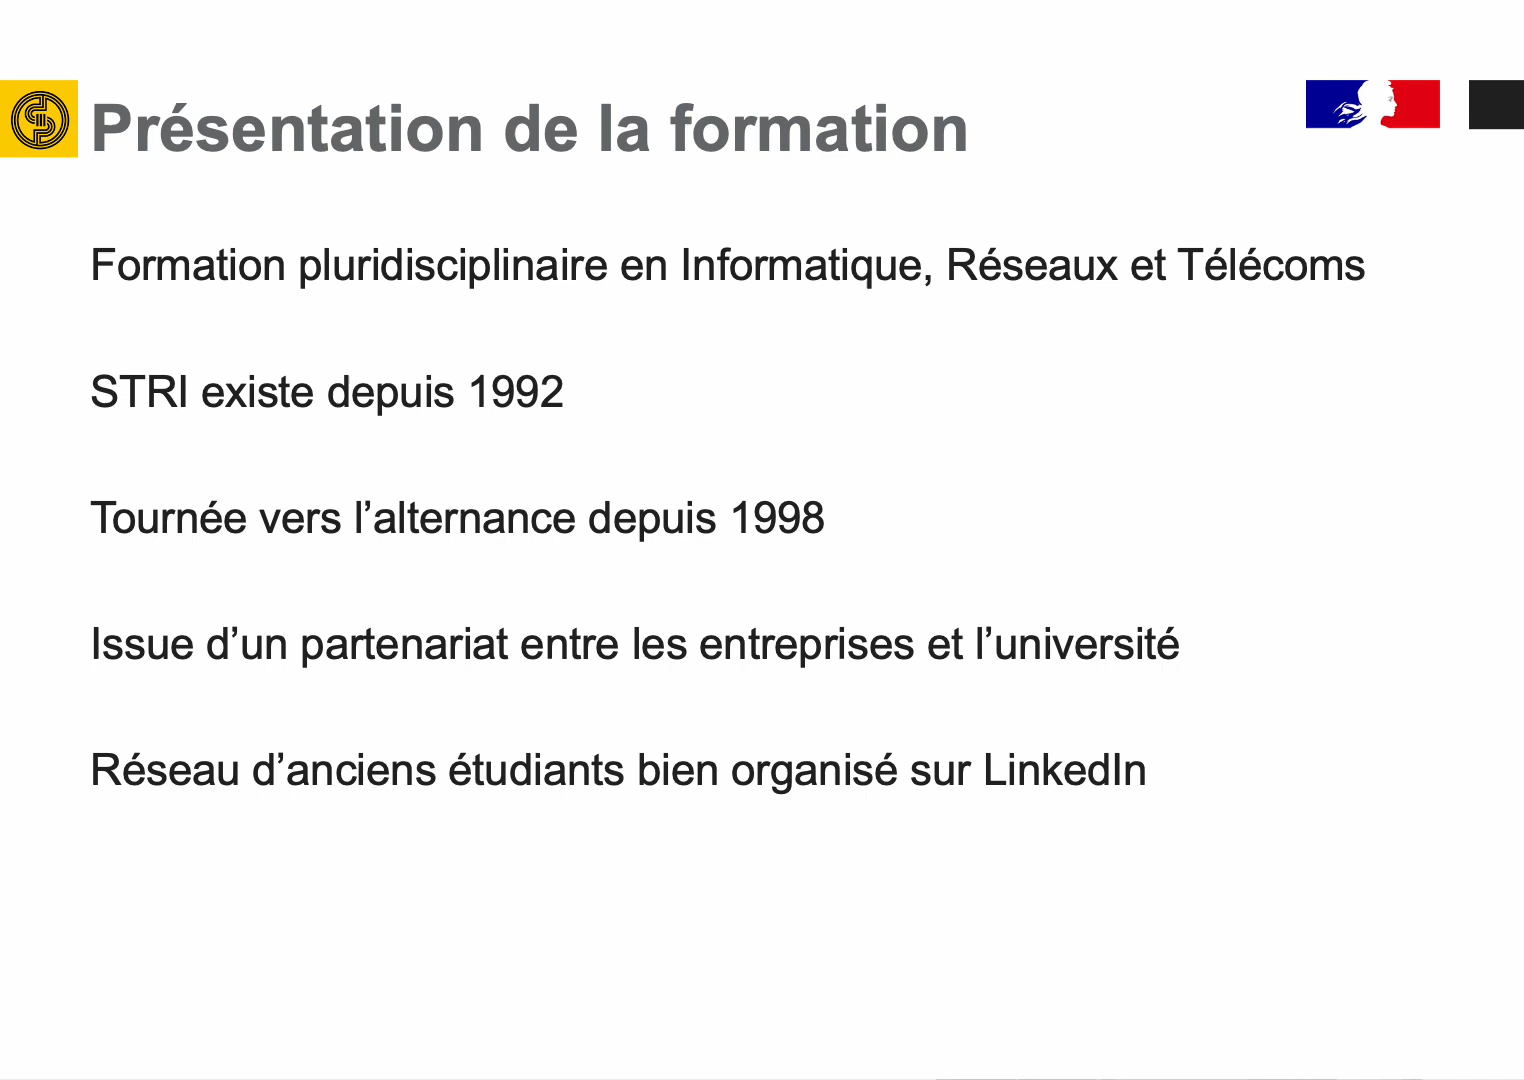 Présentation de la formation
Formation pluridisciplinaire en Informatique, Réseaux et Télécoms
STRI existe depuis 1992
Tournée vers l’alternance depuis 1998
Issue d’un partenariat entre les entreprises et l’université
Réseau d’anciens étudiants bien organisé sur LinkedIn